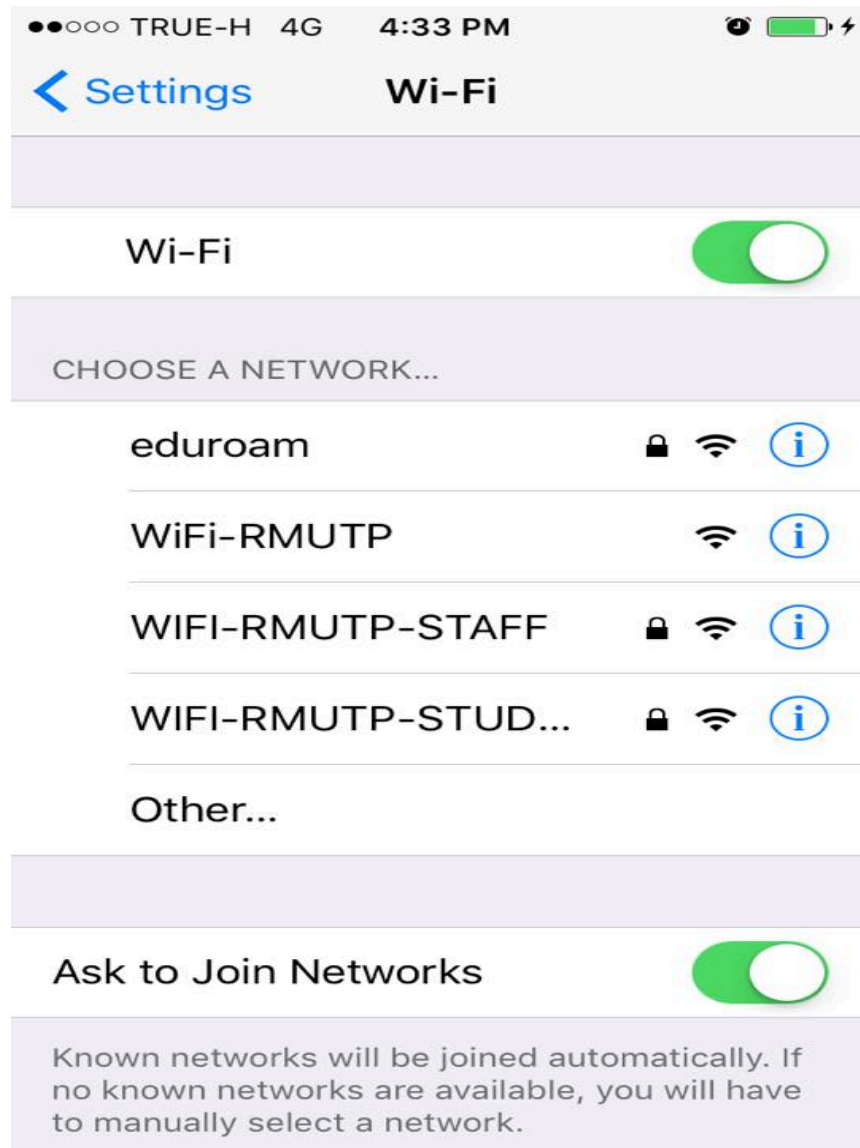 TRUE-H 4G 4:33 PM
Settings Wi-Fi
Wi-Fi
CHOOSE A NETWORK...
eduroam
WiFi-RMUTP
WIFI-RMUTP-STAFF
WIFI-RMUTP-STUD...
Other...
Ask to Join Networks
Known networks will be joined automatically. If
no known networks are available, you will have
to manually select a network.